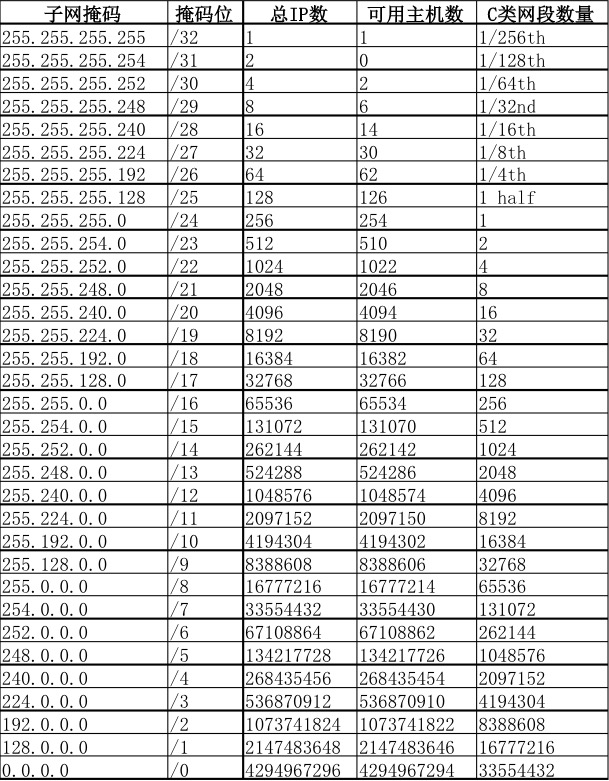 子网掩码 掩码位 总IP数 可用主机数 C类网段数量
255.255.255.255 /32 1 1 1/256th
255.255.255.254 /31 2 0 1/128th
255.255.255.252 /30 4 2 1/64th
255.255.255.248 /29 8 6 1/32nd
255.255.255.240 /28 16 14 1/16th
255.255.255.224 /27 32 30 1/8th
255.255.255.192 /26 64 62 1/4th
255.255.255.128 /25 128 126 1 half
255.255.255.0 /24 256 254 1
255.255.254.0 /23 512 510 2
255.255.252.0 /22 1024 1022 4
255.255.248.0 /21 2048 2046 8
255.255.240.0 /20 4096 4094 16
255.255.224.0 /19 8192 8190 32
255.255.192.0 /18 16384 16382 64
255.255.128.0 /17 32768 32766 128
255.255.0.0 /16 65536 65534 256
255.254.0.0 /15 131072 131070 512
255.252.0.0 /14 262144 262142 1024
255.248.0.0 /13 524288 524286 2048
255.240.0.0 /12 1048576 1048574 4096
255.224.0.0 /11 2097152 2097150 8192
255.192.0.0 /10 4194304 4194302 16384
255.128.0.0 /9 8388608 8388606 32768
255.0.0.0 /8 16777216 16777214 65536
254.0.0.0 /7 33554432 33554430 131072
252.0.0.0 /6 67108864 67108862 262144
248.0.0.0 /5 134217728 134217726 1048576
240.0.0.0 /4 268435456 268435454 2097152
224.0.0.0 /3 536870912 536870910 4194304
192.0.0.0 /2 1073741824 1073741822 8388608
128.0.0.0 /1 2147483648 2147483646 16777216
0.0.0.0 /0 4294967296 4294967294 33554432